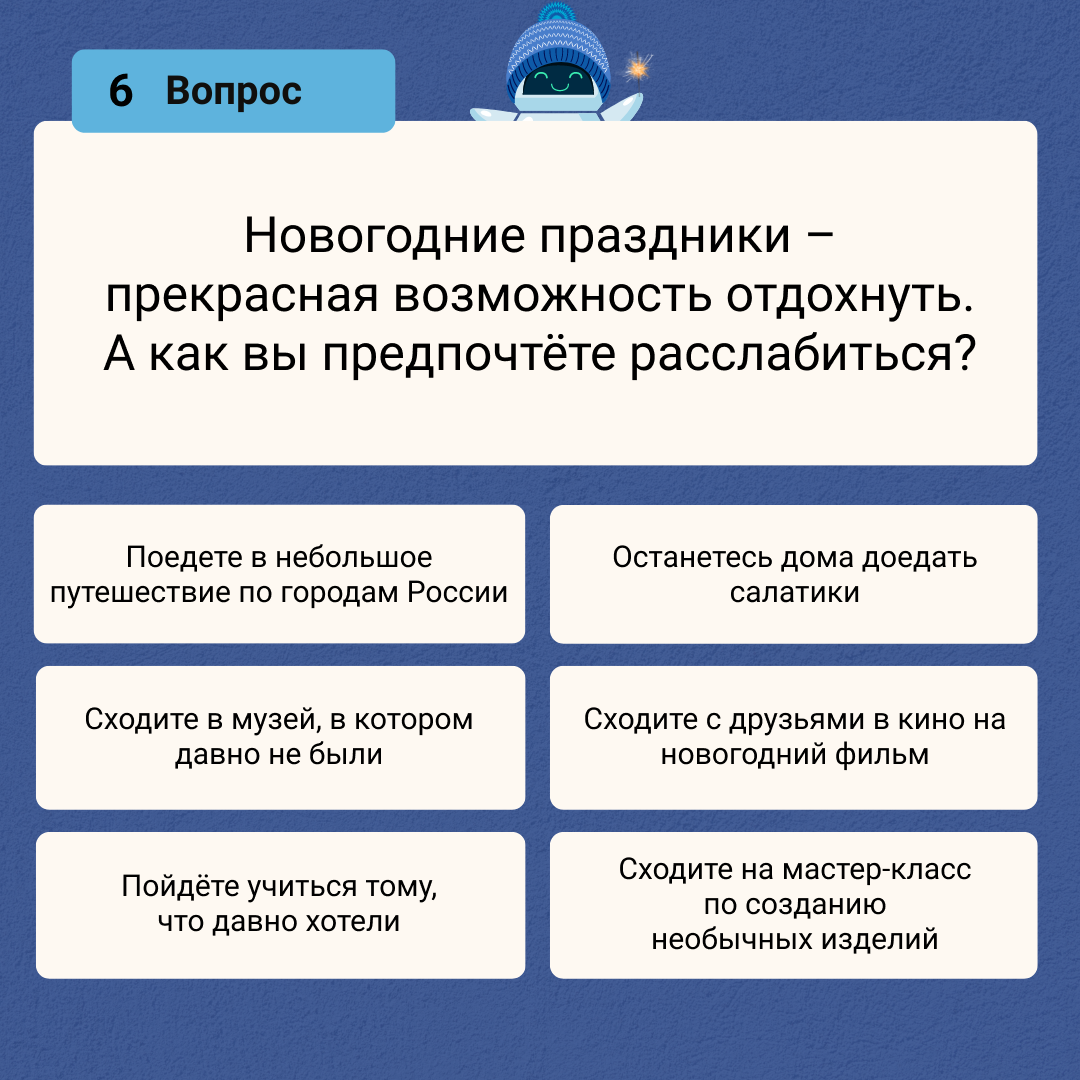 6 Вопрос
Новогодние праздники –
прекрасная возможность отдохнуть.
А как вы предпочтёте расслабиться?
Поедете в небольшое
путешествие по городам России
Останетесь дома доедать
салатики
Сходите в музей, в котором
давно не были
Сходите с друзьями в кино на
новогодний фильм
Пойдёте учиться тому,
что давно хотели
Сходите на мастер-класс
по созданию
необычных изделий